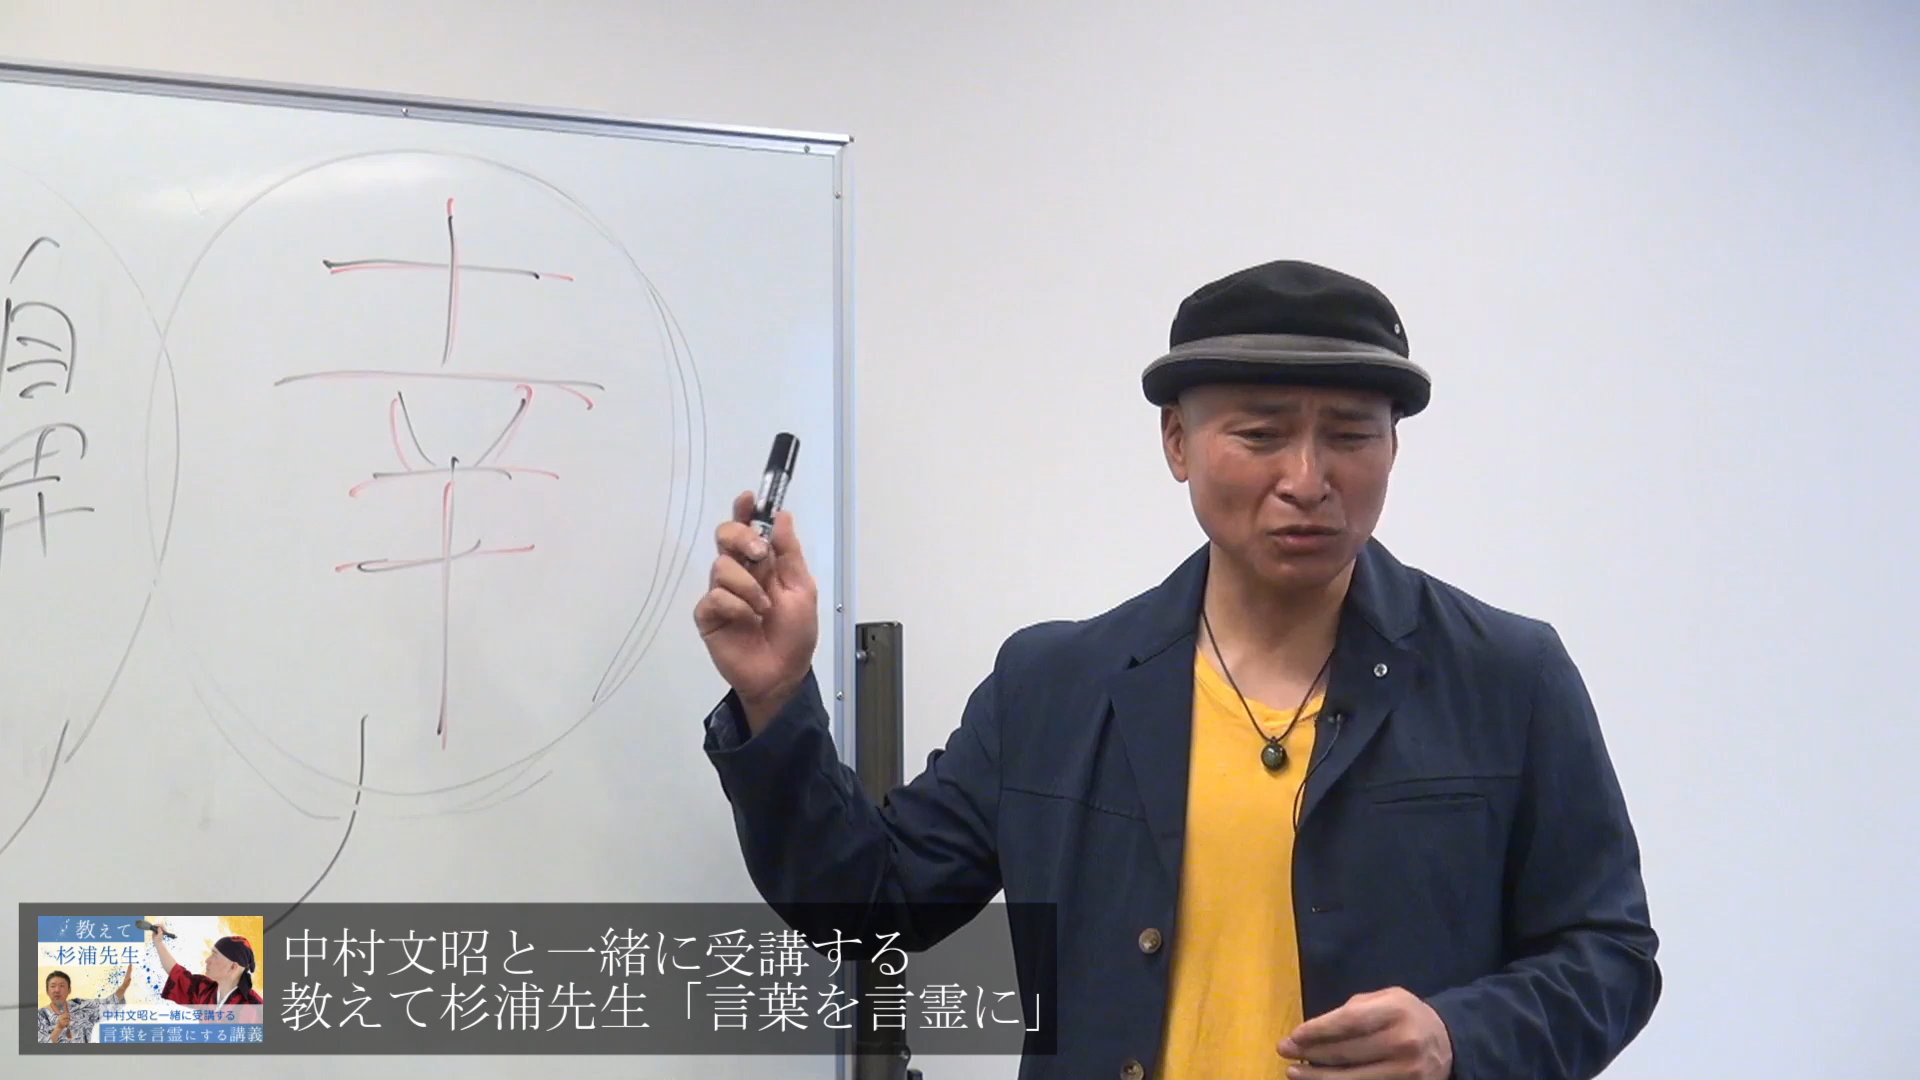 幸
教えて
杉浦先生
中村文昭と一緒に受講する
言葉を言霊にする講義
中村文昭と一緒に受講する
教えて杉浦先生「言葉を言霊に」